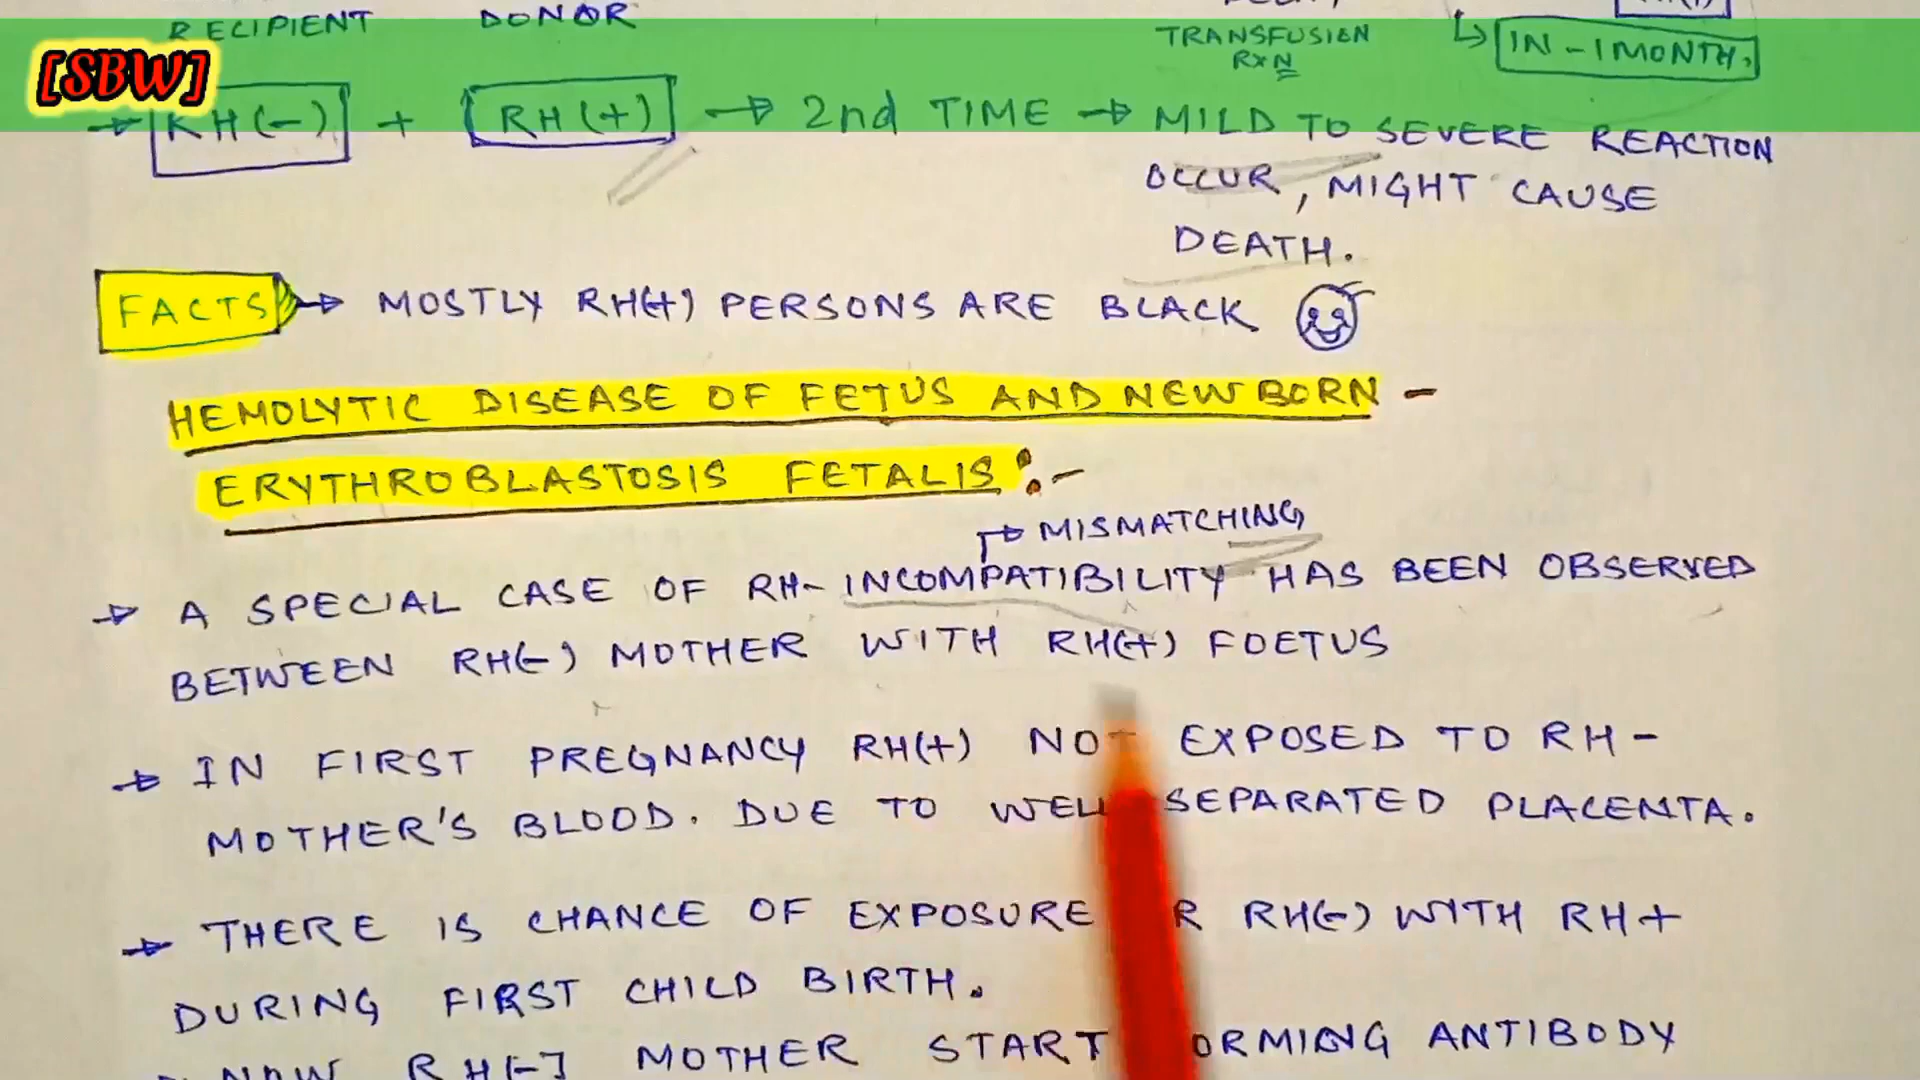 RECIPIENT DONOR
TRANSFUSION
RXN
IN-1MONTH.
[SBW]
RH(-) + RH(+) → 2nd TIME → MILD TO SEVERE REACTION
OCCUR, MIGHT CAUSE
DEATH.
FACTS → MOSTLY RH(+) PERSONS ARE BLACK
HEMOLYTIC DISEASE OF FETUS AND NEWBORN -
ERYTHROBLASTOSIS FETALIS :-
→ MISMATCHING
→ A SPECIAL CASE OF RH- INCOMPATIBILITY HAS BEEN OBSERVED
BETWEEN RH(-) MOTHER WITH RH(+) FOETUS
→ IN FIRST PREGNANCY RH(+) NOT EXPOSED TO RH-
MOTHER'S BLOOD. DUE TO WELL SEPARATED PLACENTA.
→ THERE IS CHANCE OF EXPOSURE RH(-) WITH RH+
DURING FIRST CHILD BIRTH.
NOW RH[-] MOTHER START ORMING ANTIBODY